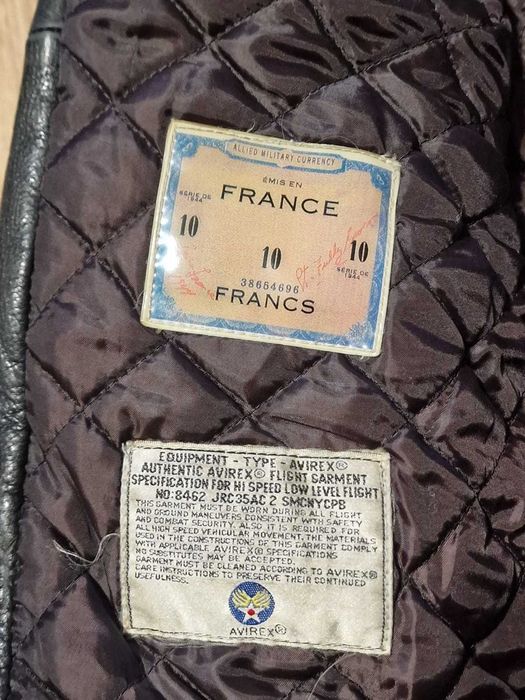 ALLIED MILITARY CURRENCY
ÉMIS EN
FRANCE
SÉRIE DE
1944
10
10
10
SÉRIE DE
1944
38664696
FRANCS
EQUIPMENT - TYPE - AVIREX®
AUTHENTIC AVIREX® FLIGHT GARMENT
SPECIFICATION FOR HI SPEED LOW LEVEL FLIGHT
NO:8462 JRC35AC 2 SMCNYCPB
THIS GARMENT MUST BE WORN DURING ALL FLIGHT
AND GROUND MANEUVERS CONSISTENT WITH SAFETY
AND COMBAT SECURITY. ALSO IT IS REQUIRED FOR
ALL HIGH SPEED VEHICULAR MOVEMENT. THE MATERIALS
USED IN THE CONSTRUCTIONS OF THIS GARMENT COMPLY
WITH APPLICABLE AVIREX® SPECIFICATIONS
NO SUBSTITUTES MAY BE ACCEPTED.
GARMENT MUST BE CLEANED ACCORDING TO AVIREX®
CARE INSTRUCTIONS TO PRESERVE THEIR CONTINUED
USEFULNESS.
AVIREX®